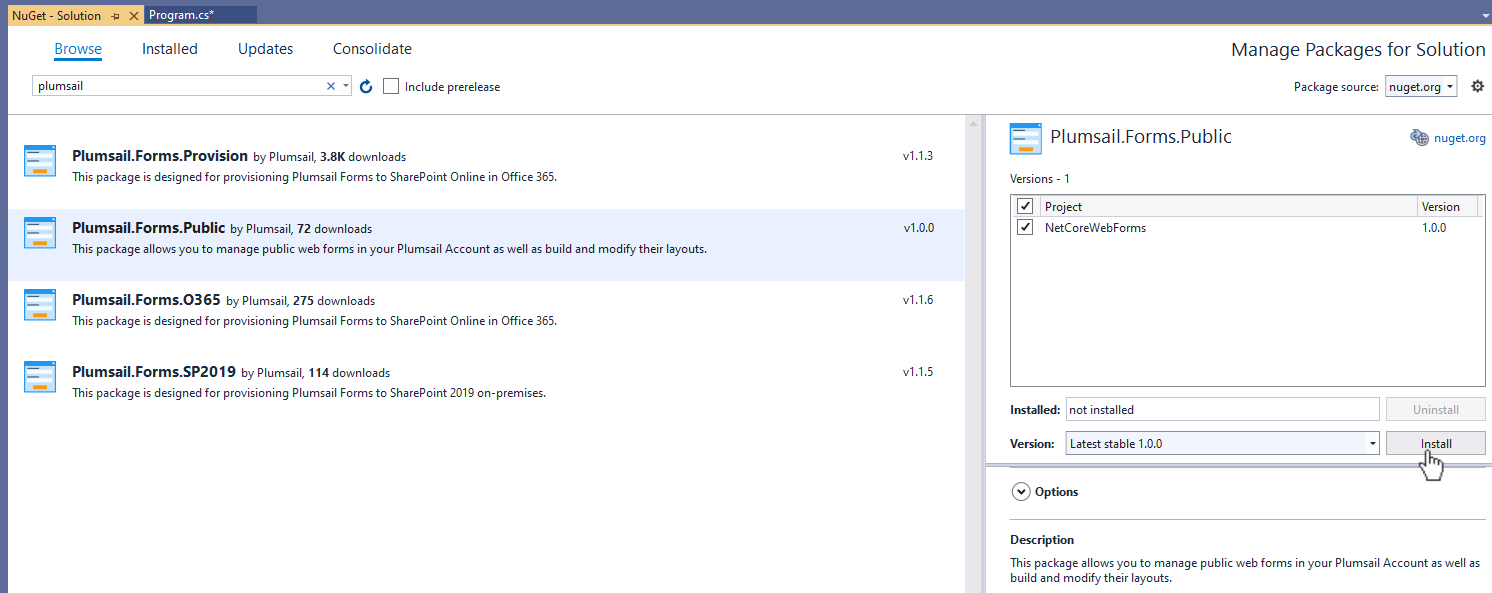 NuGet - Solution Program.cs*
Browse Installed Updates Consolidate
Manage Packages for Solution
plumsail Include prerelease
Package source: nuget.org
Plumsail.Forms.Provision by Plumsail, 3.8K downloads v1.1.3
This package is designed for provisioning Plumsail Forms to SharePoint Online in Office 365.
Plumsail.Forms.Public by Plumsail, 72 downloads v1.0.0
This package allows you to manage public web forms in your Plumsail Account as well as build and modify their layouts.
Plumsail.Forms.O365 by Plumsail, 275 downloads v1.1.6
This package is designed for provisioning Plumsail Forms to SharePoint Online in Office 365.
Plumsail.Forms.SP2019 by Plumsail, 114 downloads v1.1.5
This package is designed for provisioning Plumsail Forms to SharePoint 2019 on-premises.
Plumsail.Forms.Public nuget.org
Versions - 1
Project Version
NetCoreWebForms 1.0.0
Installed: not installed Uninstall
Version: Latest stable 1.0.0 Install
Options
Description
This package allows you to manage public web forms in your Plumsail Account as well as
build and modify their layouts.